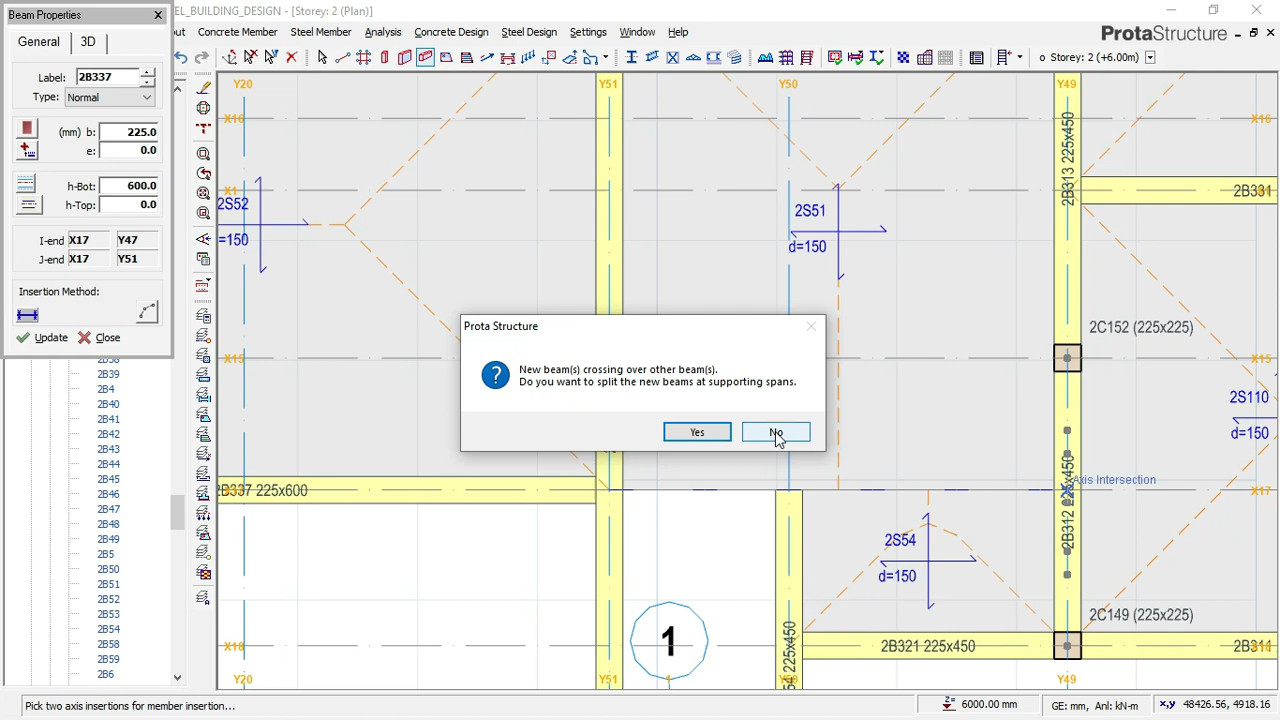 Beam Properties
EL_BUILDING_DESIGN - [Storey: 2 (Plan)]
General
3D
out
Concrete Member
Steel Member
Analysis
Concrete Design
Steel Design
Settings
Window
Help
ProtaStructure
o Storey: 2 (+6.00m)
Label:
2B337
Type:
Normal
(mm) b:
225.0
e:
0.0
h-Bot:
600.0
h-Top:
0.0
I-end
X17
Y47
J-end
X17
Y51
Insertion Method:
Update
Close
2B38
2B39
2B4
2B40
2B41
2B42
2B43
2B44
2B45
2B46
2B47
2B48
2B49
2B5
2B50
2B51
2B52
2B53
2B54
2B58
2B59
2B6
Y20
Y51
Y50
Y49
X16
X16
2B313 225x450
X1
2B331
2S52
=150
2S51
d=150
2C152 (225x225)
X15
X15
2S110
d=150
Prota Structure
New beam(s) crossing over other beam(s).
Do you want to split the new beams at supporting spans.
Yes
No
2B337 225x600
Axis Intersection
X17
2B312 225x450
2S54
d=150
2C149 (225x225)
1
X18
54 225x450
2B321 225x450
Y20
Y51
1
Y49
Pick two axis insertions for member insertion...
Z=
6000.00 mm
GE: mm, Anl: kN-m
x,y
48426.56, 4918.16